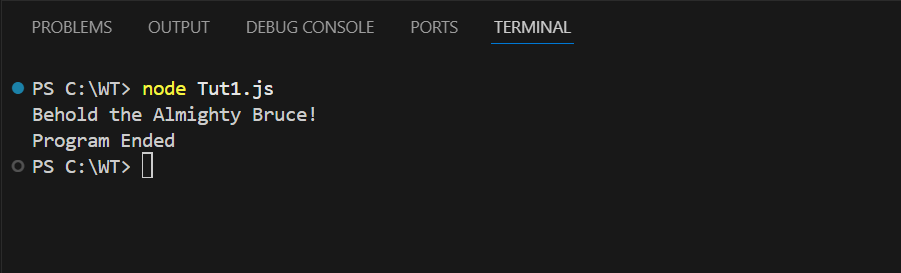 PROBLEMS OUTPUT DEBUG CONSOLE PORTS TERMINAL
PS C:\WT> node Tut1.js
Behold the Almighty Bruce!
Program Ended
PS C:\WT>